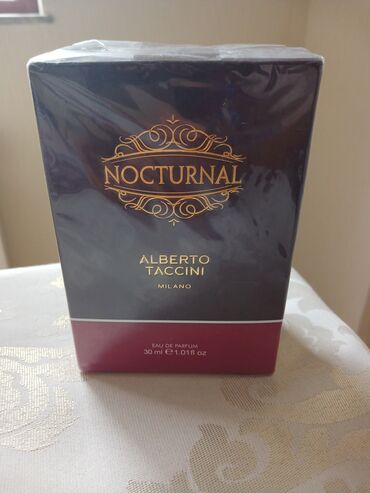 NOCTURNAL
ALBERTO
TACCINI
MILANO
EAU DE PARFUM
30 ml ℮ 1.01fl oz